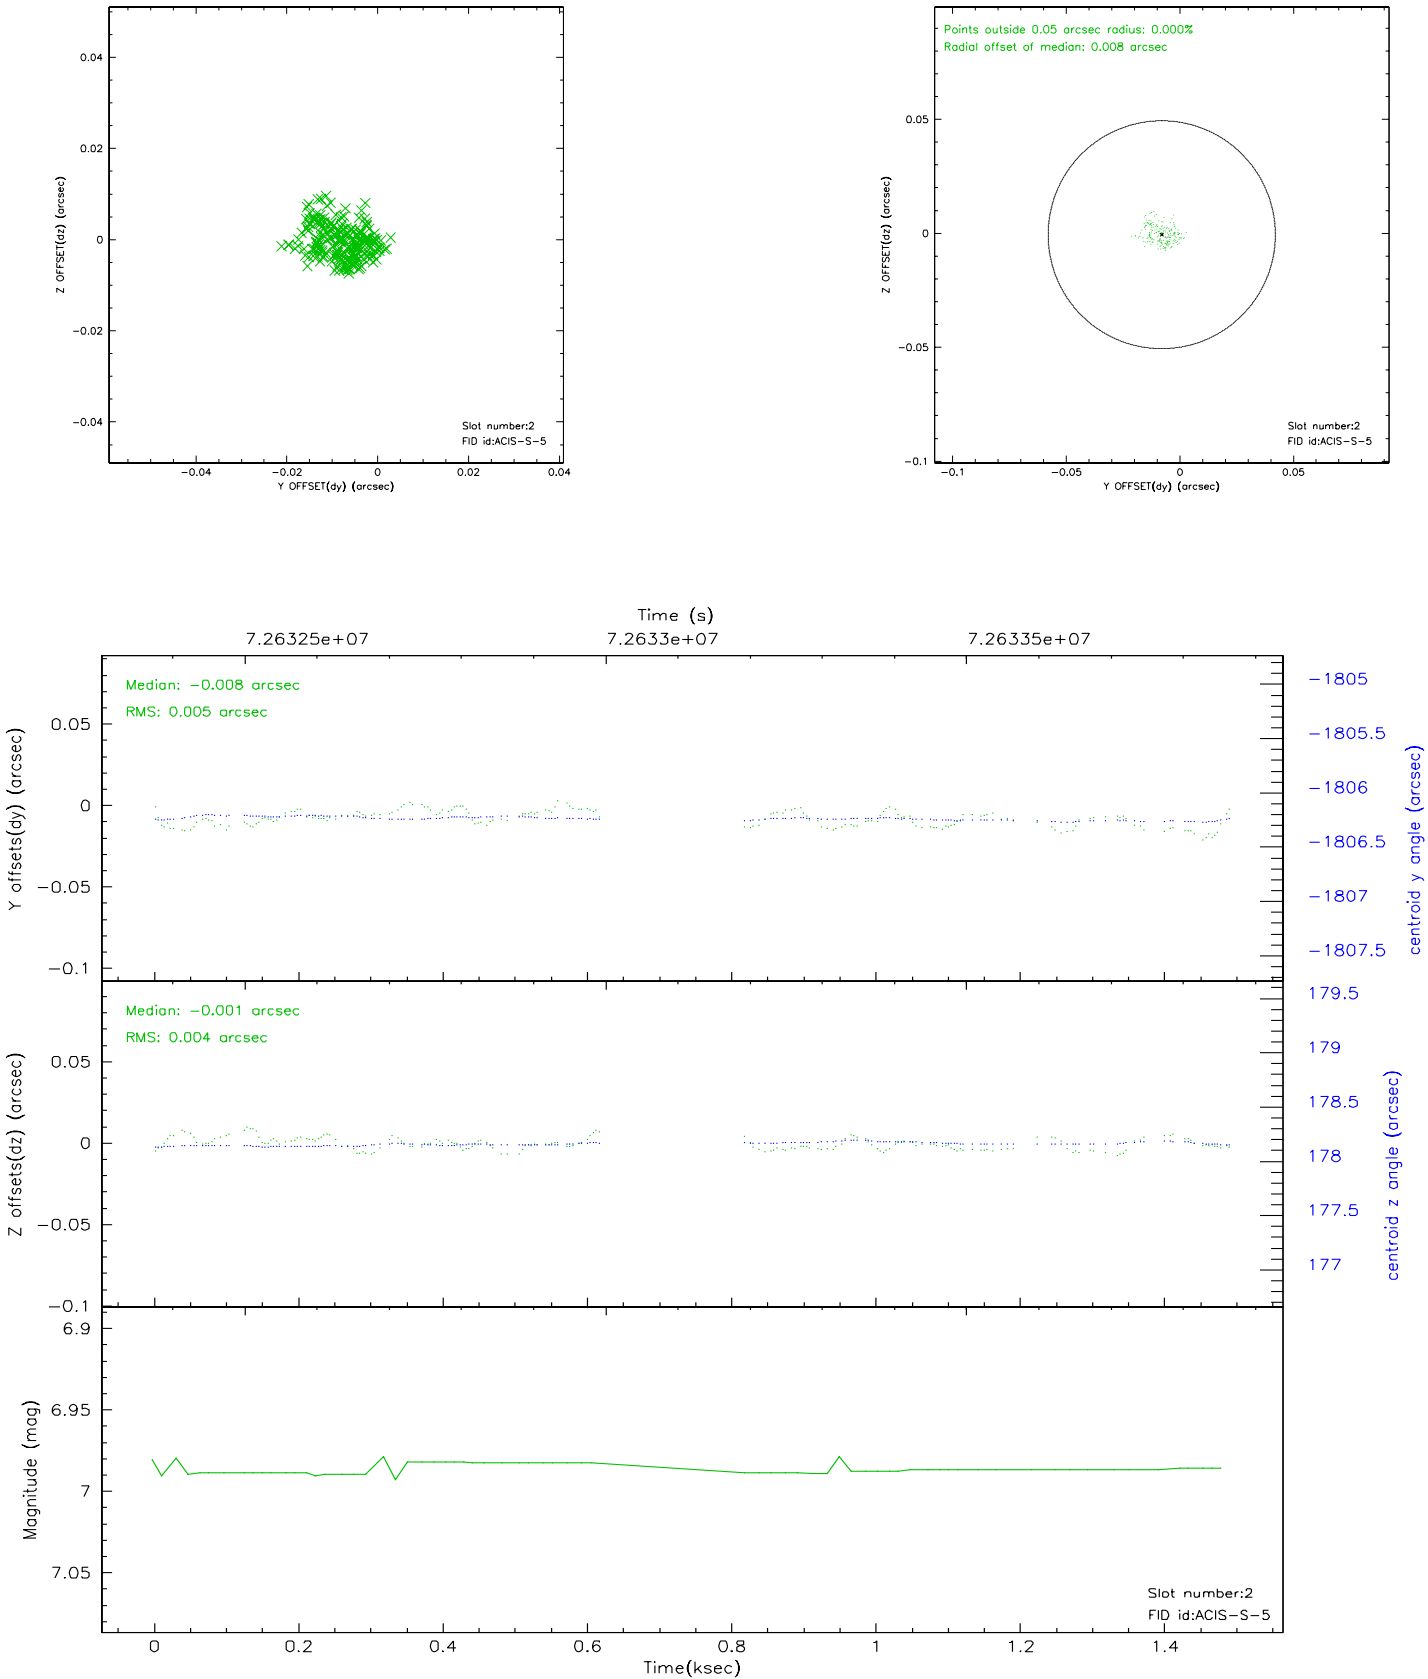 0.04
0.02
0
-0.02
-0.04
Z OFFSET(dz) (arcsec)
Slot number:2
FID id:ACIS-S-5
-0.04 -0.02 0 0.02 0.04
Y OFFSET(dy) (arcsec)
Points outside 0.05 arcsec radius: 0.000%
Radial offset of median: 0.008 arcsec
0.05
0
-0.05
-0.1
Z OFFSET(dz) (arcsec)
Slot number:2
FID id:ACIS-S-5
-0.1 -0.05 0 0.05
Y OFFSET(dy) (arcsec)
Time (s)
7.26325e+07 7.2633e+07 7.26335e+07
Median: -0.008 arcsec
RMS: 0.005 arcsec
0.05
0
-0.05
-0.1
Y offsets(dy) (arcsec)
-1805
-1805.5
-1806
-1806.5
-1807
-1807.5
centroid y angle (arcsec)
Median: -0.001 arcsec
RMS: 0.004 arcsec
0.05
0
-0.05
-0.1
Z offsets(dz) (arcsec)
179.5
179
178.5
178
177.5
177
centroid z angle (arcsec)
6.9
6.95
7
7.05
Magnitude (mag)
Slot number:2
FID id:ACIS-S-5
0 0.2 0.4 0.6 0.8 1 1.2 1.4
Time(ksec)